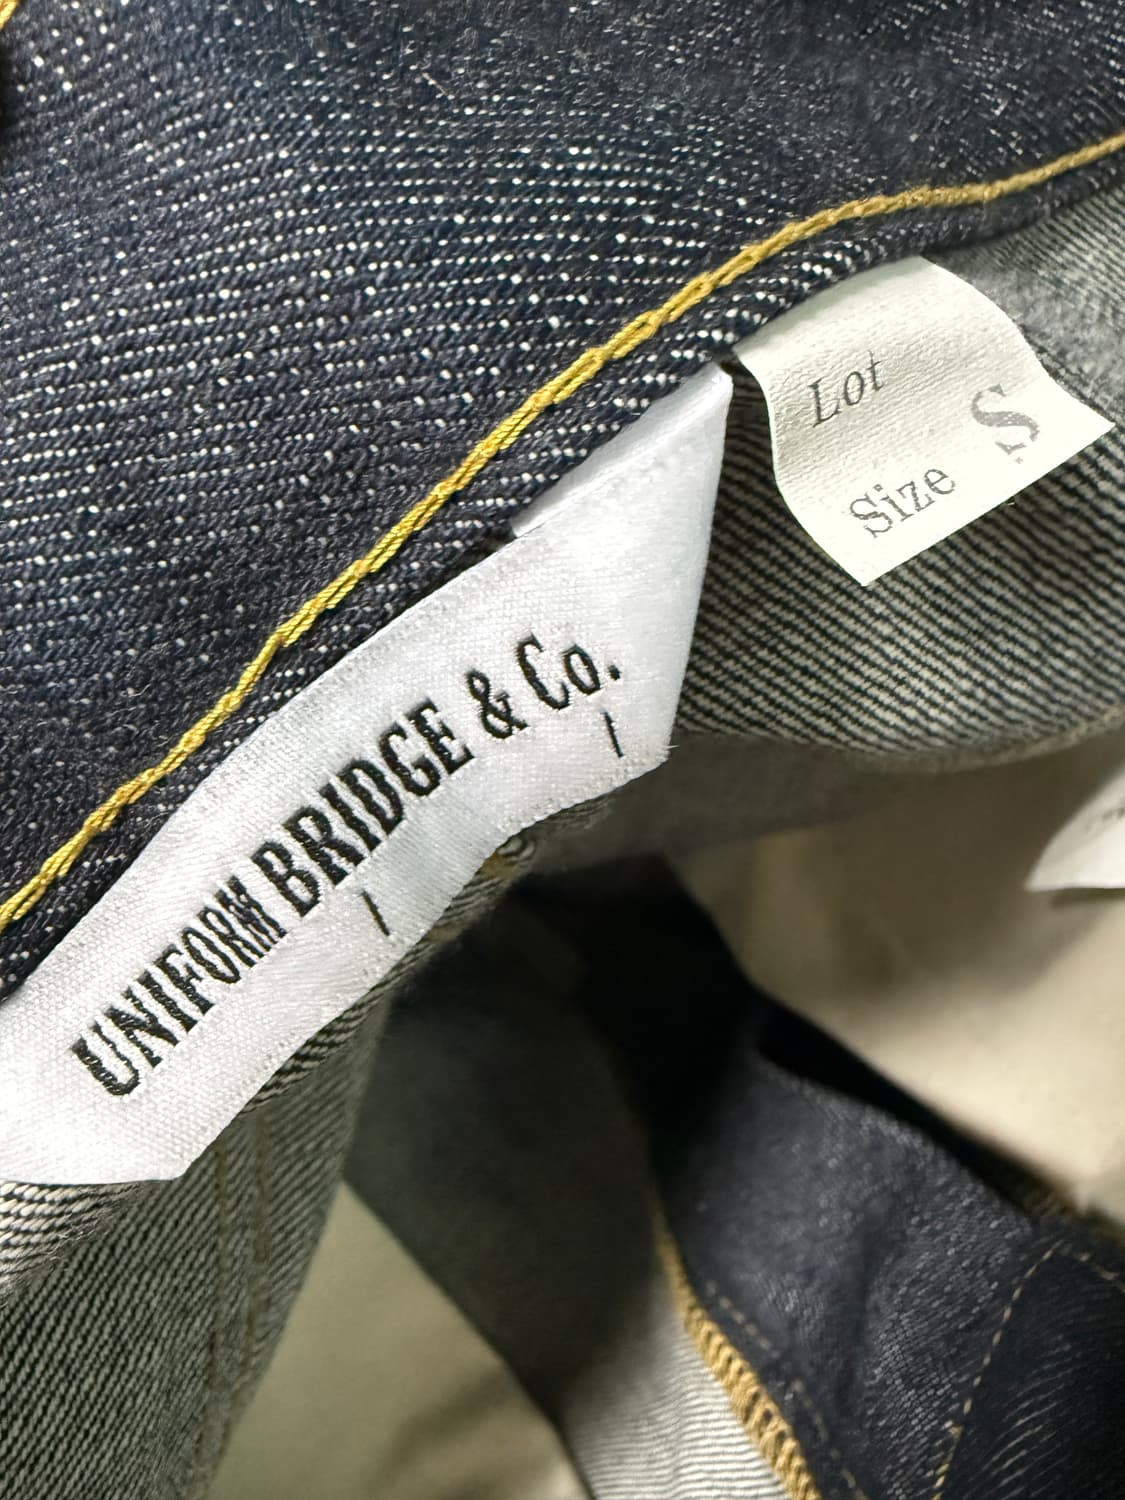 UNIFORM BRIDGE & Co.
Lot
Size S